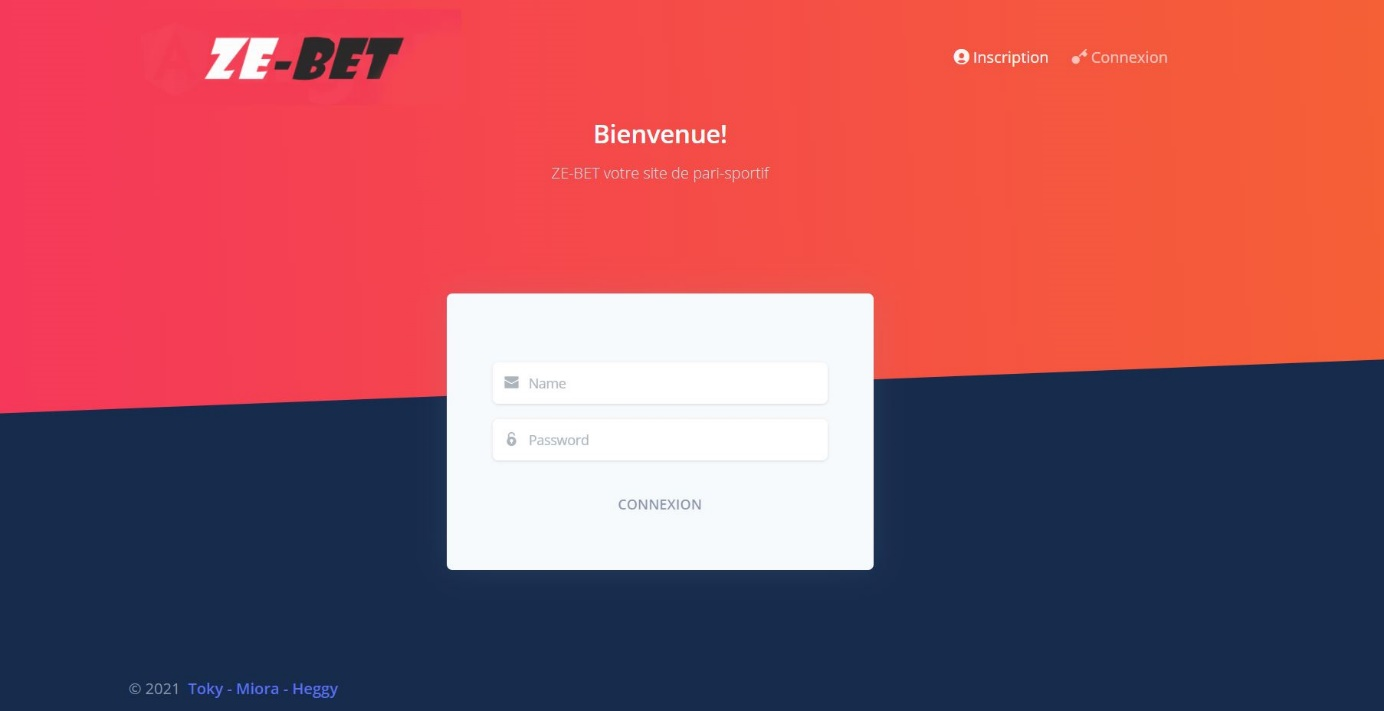 ZE-BET
Inscription Connexion
Bienvenue!
ZE-BET votre site de pari-sportif
Name
Password
CONNEXION
© 2021 Toky - Miora - Heggy